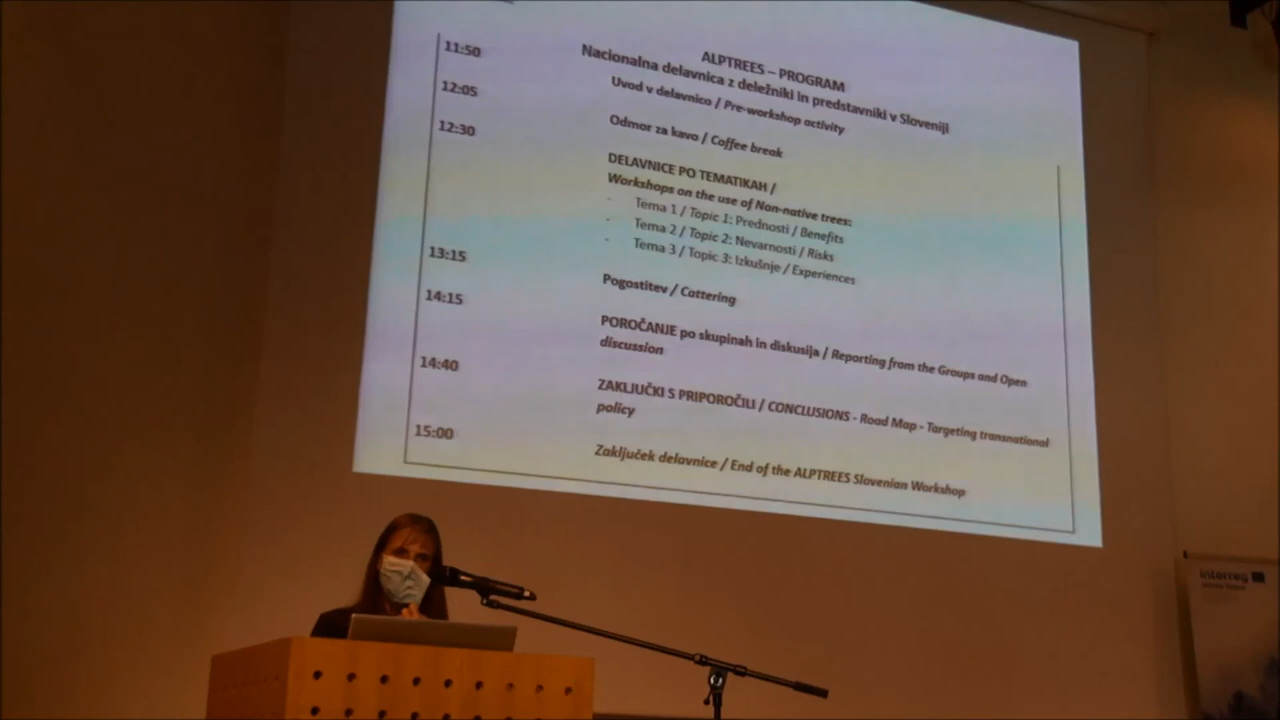 ALPTREES – PROGRAM
Nacionalna delavnica z deležniki in predstavniki v Sloveniji
11:50
Uvod v delavnico / Pre-workshop activity
12:05
Odmor za kavo / Coffee break
12:30
DELAVNICE PO TEMATIKAH /
Workshops on the use of Non-native trees:
- Tema 1 / Topic 1: Prednosti / Benefits
- Tema 2 / Topic 2: Nevarnosti / Risks
- Tema 3 / Topic 3: Izkušnje / Experiences
13:15
Pogostitev / Cattering
14:15
POROČANJE po skupinah in diskusija / Reporting from the Groups and Open
discussion
14:40
ZAKLJUČKI S PRIPOROČILI / CONCLUSIONS - Road Map - Targeting transnational
policy
15:00
Zaključek delavnice / End of the ALPTREES Slovenian Workshop
Interreg
Alpine Space